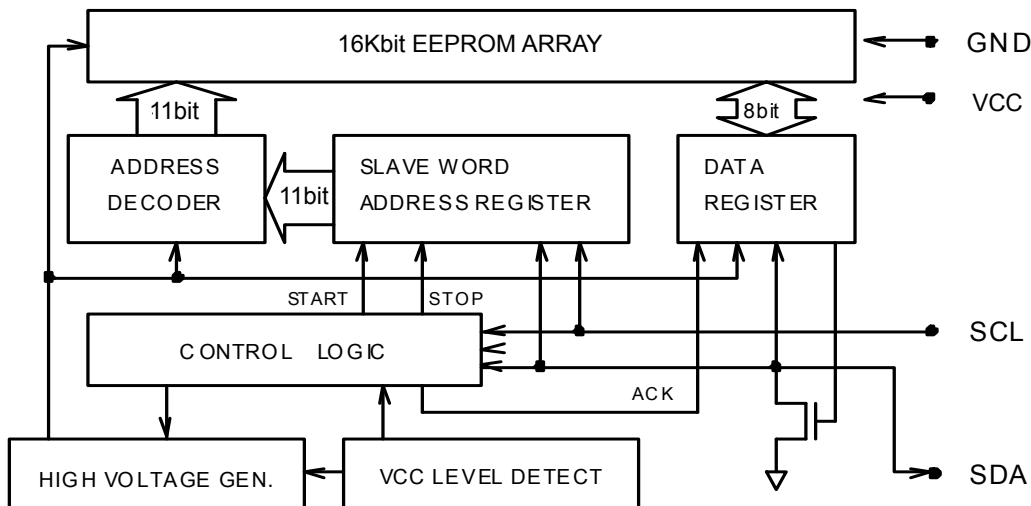 16Kbit EEPROM ARRAY
GND
VCC
11bit
8bit
ADDRESS
DECODER
11bit
SLAVE WORD
ADDRESS REGISTER
DATA
REGISTER
START
STOP
CONTROL LOGIC
SCL
ACK
HIGH VOLTAGE GEN.
VCC LEVEL DETECT
SDA